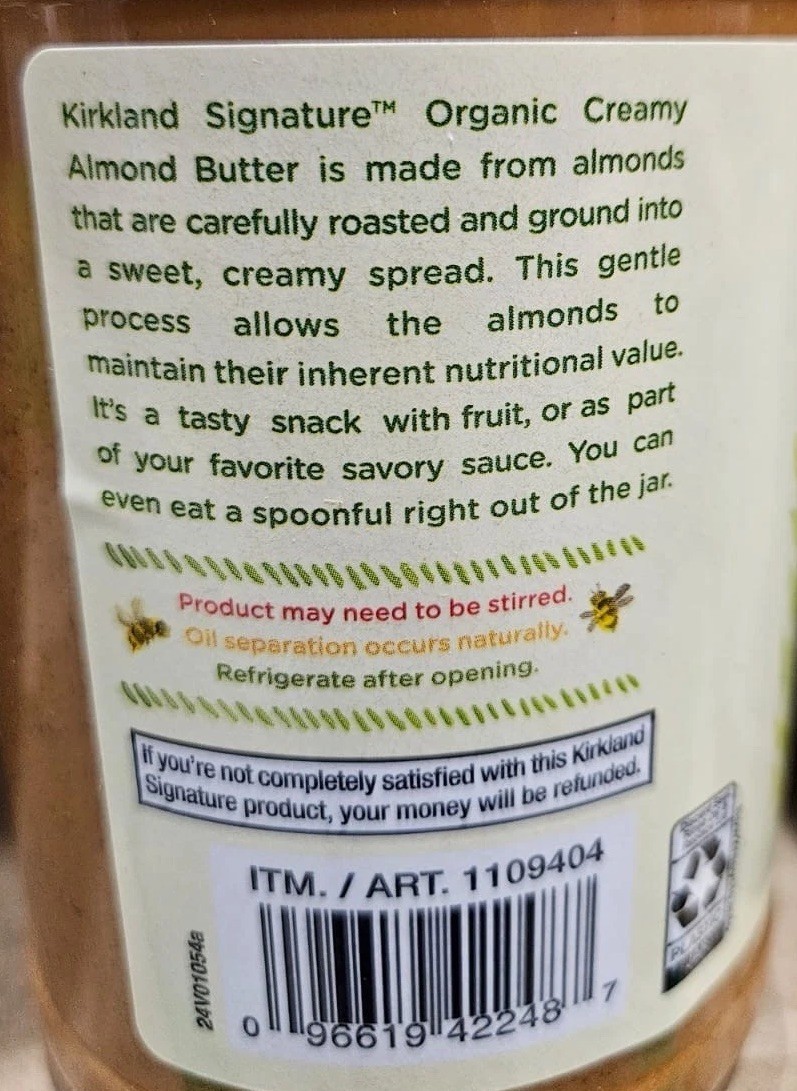 Kirkland Signature™ Organic Creamy
Almond Butter is made from almonds
that are carefully roasted and ground into
a sweet, creamy spread. This gentle
process allows the almonds to
maintain their inherent nutritional value.
It's a tasty snack with fruit, or as part
of your favorite savory sauce. You can
even eat a spoonful right out of the jar.
Product may need to be stirred.
Oil separation occurs naturally.
Refrigerate after opening.
If you're not completely satisfied with this Kirkland
Signature product, your money will be refunded.
ITM. / ART. 1109404
24V01054a
0 96619 42248 7